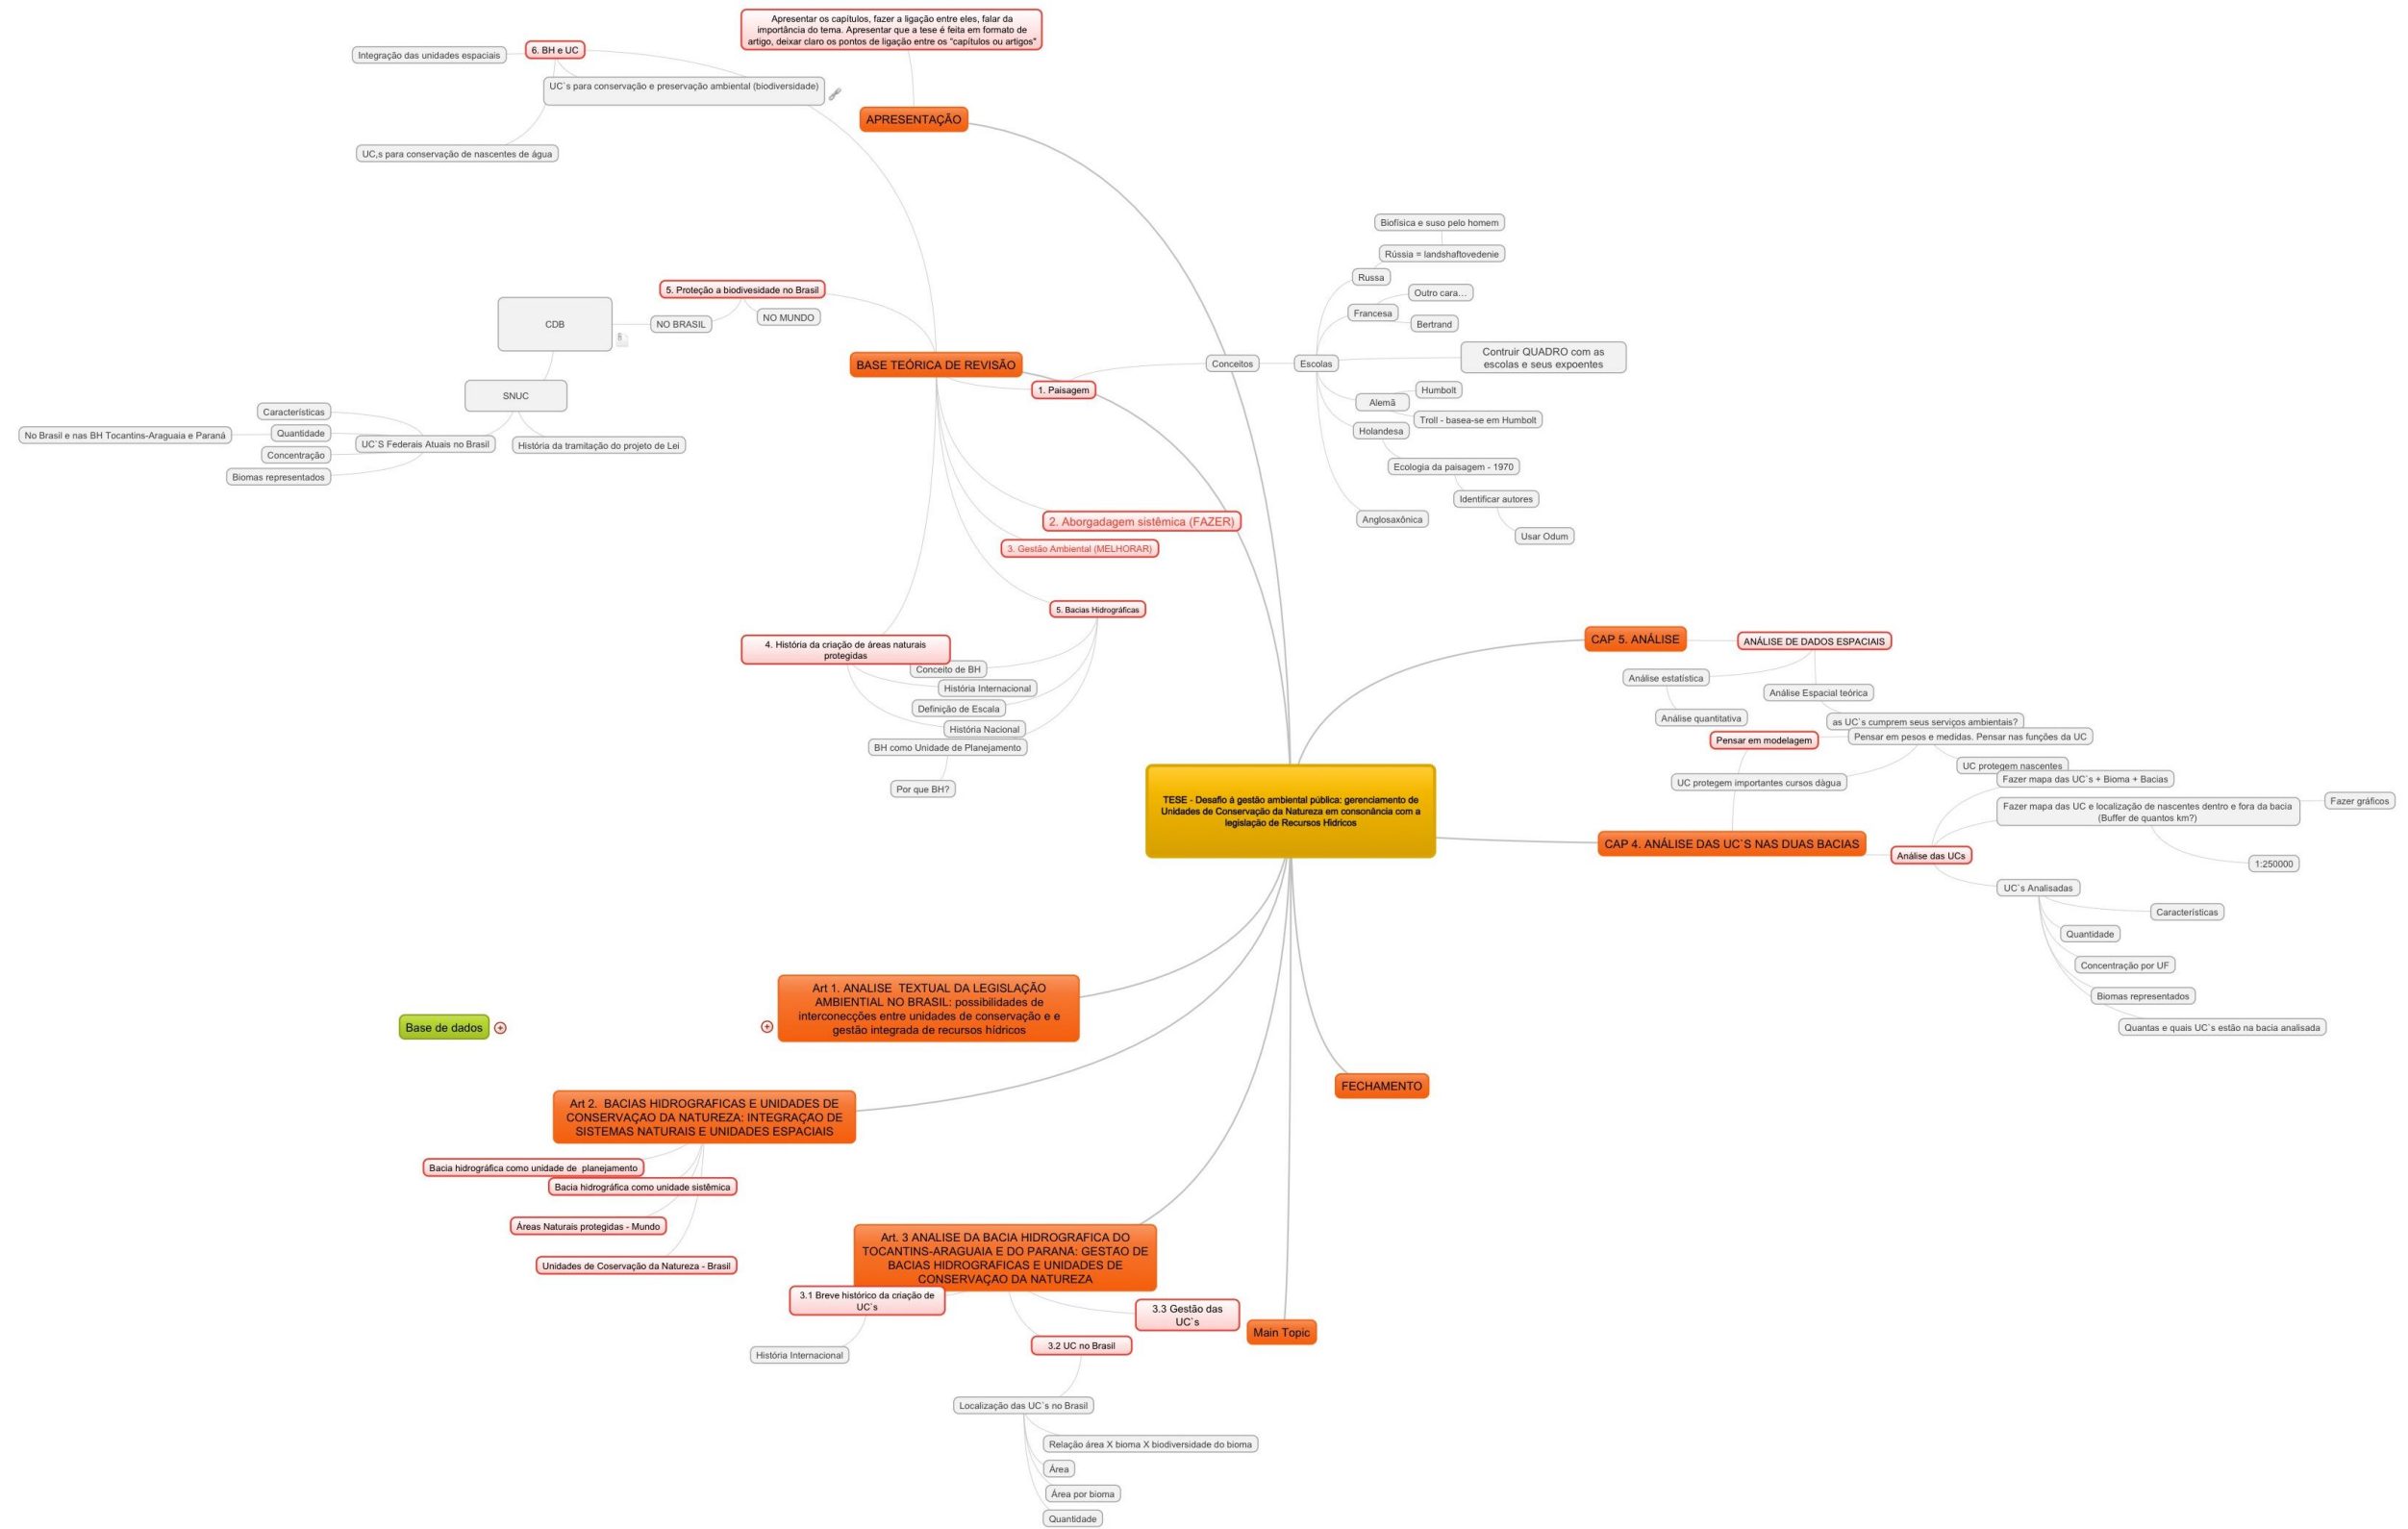 Apresentar os capítulos, fazer a ligação entre eles, falar da
importância do tema. Apresentar que a tese é feita em formato de
artigo, deixar claro os pontos de ligação entre os "capítulos ou artigos"
APRESENTAÇÃO
6. BH e UC
Integração das unidades espaciais
UC`s para conservação e preservação ambiental (biodiversidade)
UC,s para conservação de nascentes de água
5. Proteção a biodivesidade no Brasil
NO MUNDO
NO BRASIL
CDB
SNUC
História da tramitação do projeto de Lei
UC`S Federais Atuais no Brasil
Características
Quantidade
No Brasil e nas BH Tocantins-Araguaia e Paraná
Concentração
Biomas representados
BASE TEÓRICA DE REVISÃO
1. Paisagem
Conceitos
Escolas
Biofísica e suso pelo homem
Rússia = landshaftovedenie
Russa
Outro cara…
Francesa
Bertrand
Contruir QUADRO com as
escolas e seus expoentes
Humbolt
Alemã
Troll - basea-se em Humbolt
Holandesa
Ecologia da paisagem - 1970
Identificar autores
Usar Odum
Anglosaxônica
2. Aborgadagem sistêmica (FAZER)
3. Gestão Ambiental (MELHORAR)
5. Bacias Hidrográficas
4. História da criação de áreas naturais
protegidas
Conceito de BH
História Internacional
Definição de Escala
História Nacional
BH como Unidade de Planejamento
Por que BH?
CAP 5. ANÁLISE
ANÁLISE DE DADOS ESPACIAIS
Análise estatística
Análise Espacial teórica
Análise quantitativa
as UC`s cumprem seus serviços ambientais?
Pensar em pesos e medidas. Pensar nas funções da UC
Pensar em modelagem
UC protegem nascentes
UC protegem importantes cursos dàgua
Fazer mapa das UC`s + Bioma + Bacias
Fazer mapa das UC e localização de nascentes dentro e fora da bacia
(Buffer de quantos km?)
Fazer gráficos
1:250000
TESE - Desafio à gestão ambiental pública: gerenciamento de
Unidades de Conservação da Natureza em consonância com a
legislação de Recursos Hídricos
CAP 4. ANÁLISE DAS UC`S NAS DUAS BACIAS
Análise das UCs
UC`s Analisadas
Características
Quantidade
Concentração por UF
Biomas representados
Quantas e quais UC`s estão na bacia analisada
Art 1. ANÁLISE  TEXTUAL DA LEGISLAÇÃO
AMBIENTIAL NO BRASIL: possibilidades de
interconecções entre unidades de conservação e e
gestão integrada de recursos hídricos
Base de dados
FECHAMENTO
Art 2.  BACIAS HIDROGRÁFICAS E UNIDADES DE
CONSERVAÇÃO DA NATUREZA: INTEGRAÇÃO DE
SISTEMAS NATURAIS E UNIDADES ESPACIAIS
Bacia hidrográfica como unidade de  planejamento
Bacia hidrográfica como unidade sistêmica
Áreas Naturais protegidas - Mundo
Unidades de Coservação da Natureza - Brasil
Art. 3 ANÁLISE DA BACIA HIDROGRÁFICA DO
TOCANTINS-ARAGUAIA E DO PARANÁ: GESTÃO DE
BACIAS HIDROGRÁFICAS E UNIDADES DE
CONSERVAÇÃO DA NATUREZA
3.1 Breve histórico da criação de
UC`s
História Internacional
3.3 Gestão das
UC`s
Main Topic
3.2 UC no Brasil
Localização das UC`s no Brasil
Relação área X bioma X biodiversidade do bioma
Área
Área por bioma
Quantidade